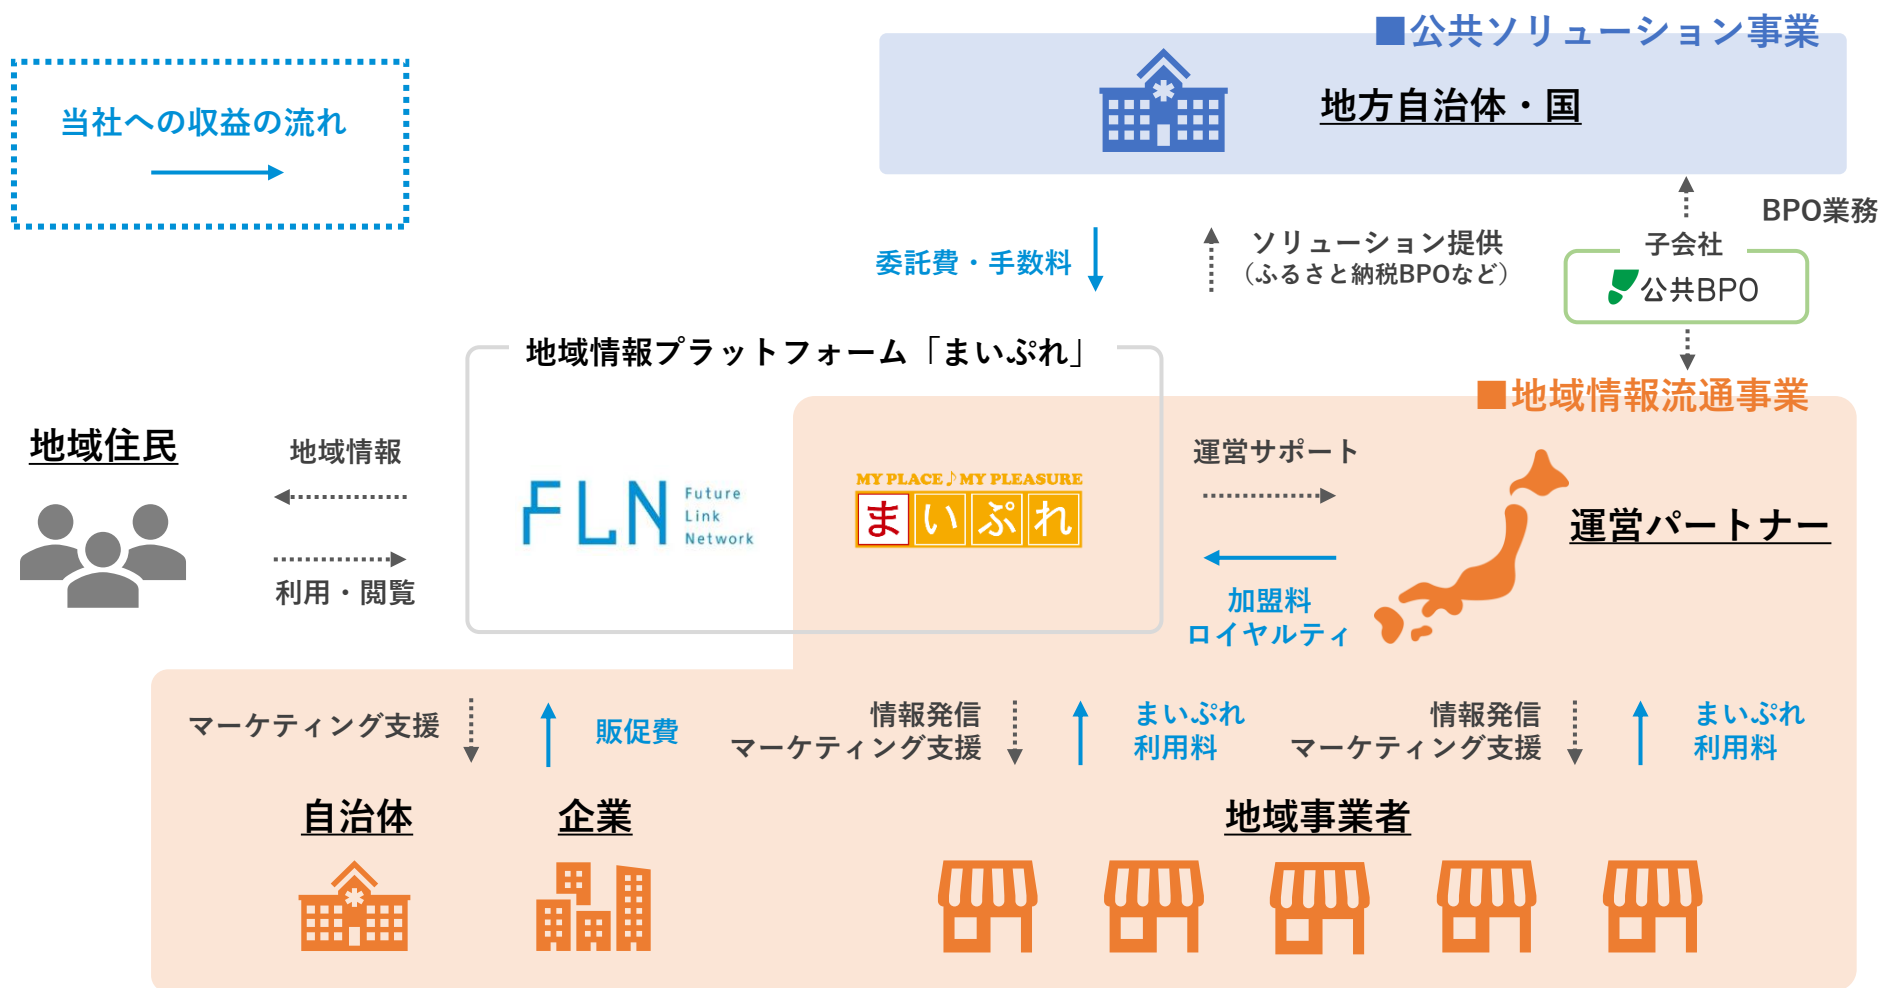 ■公共ソリューション事業
当社への収益の流れ
地方自治体・国
BPO業務
委託費・手数料
ソリューション提供
（ふるさと納税BPOなど）
子会社
公共BPO
地域情報プラットフォーム「まいぷれ」
■地域情報流通事業
地域住民
地域情報
利用・閲覧
FLN
Future
Link
Network
MY PLACE♪MY PLEASURE
まいぷれ
運営サポート
運営パートナー
加盟料
ロイヤルティ
マーケティング支援
販促費
情報発信
マーケティング支援
まいぷれ
利用料
情報発信
マーケティング支援
まいぷれ
利用料
自治体
企業
地域事業者